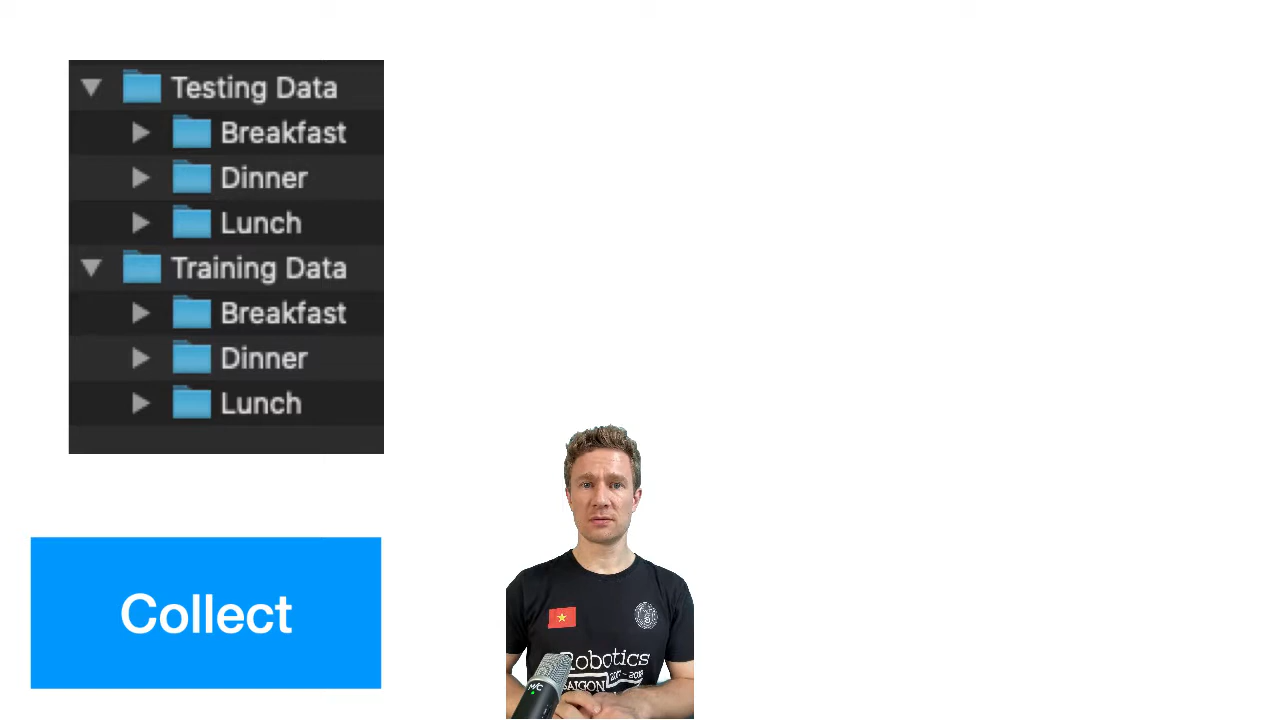 Testing Data
Breakfast
Dinner
Lunch
Training Data
Breakfast
Dinner
Lunch
Collect
Robotics
SAIGON